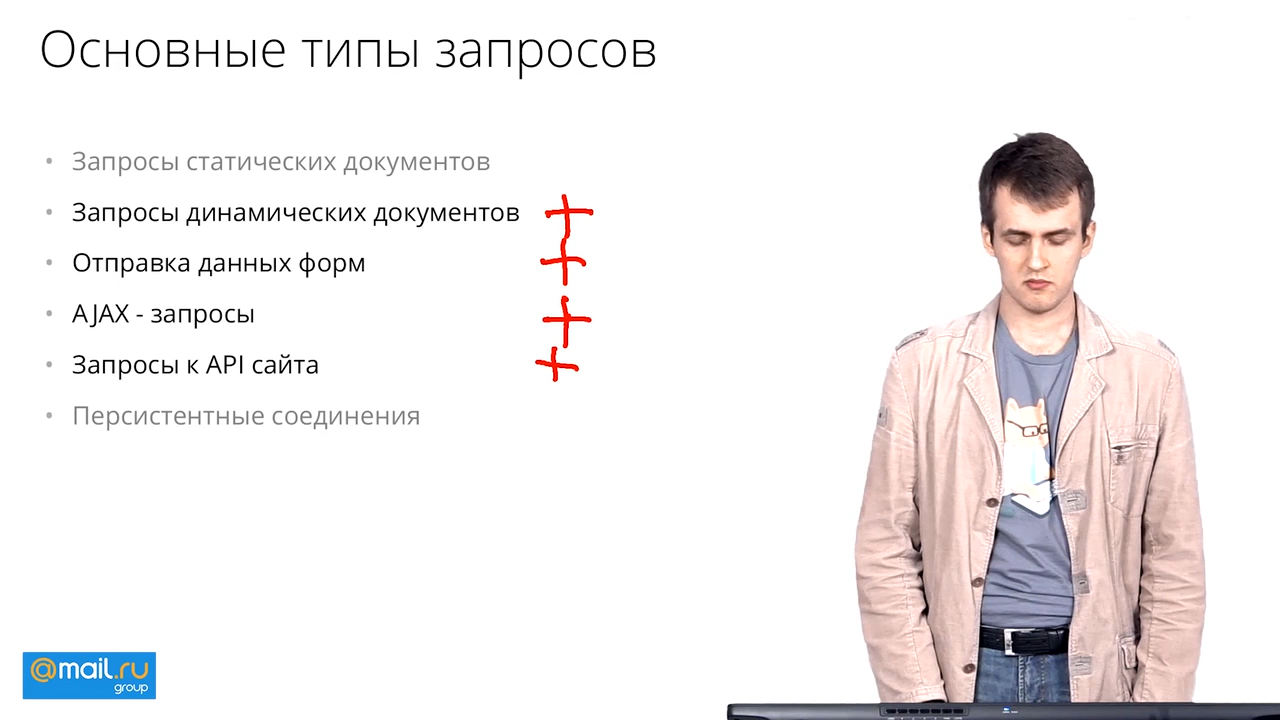 Основные типы запросов
• Запросы статических документов
• Запросы динамических документов +
• Отправка данных форм +
• AJAX - запросы +
• Запросы к API сайта +
• Персистентные соединения
@mail.ru
group